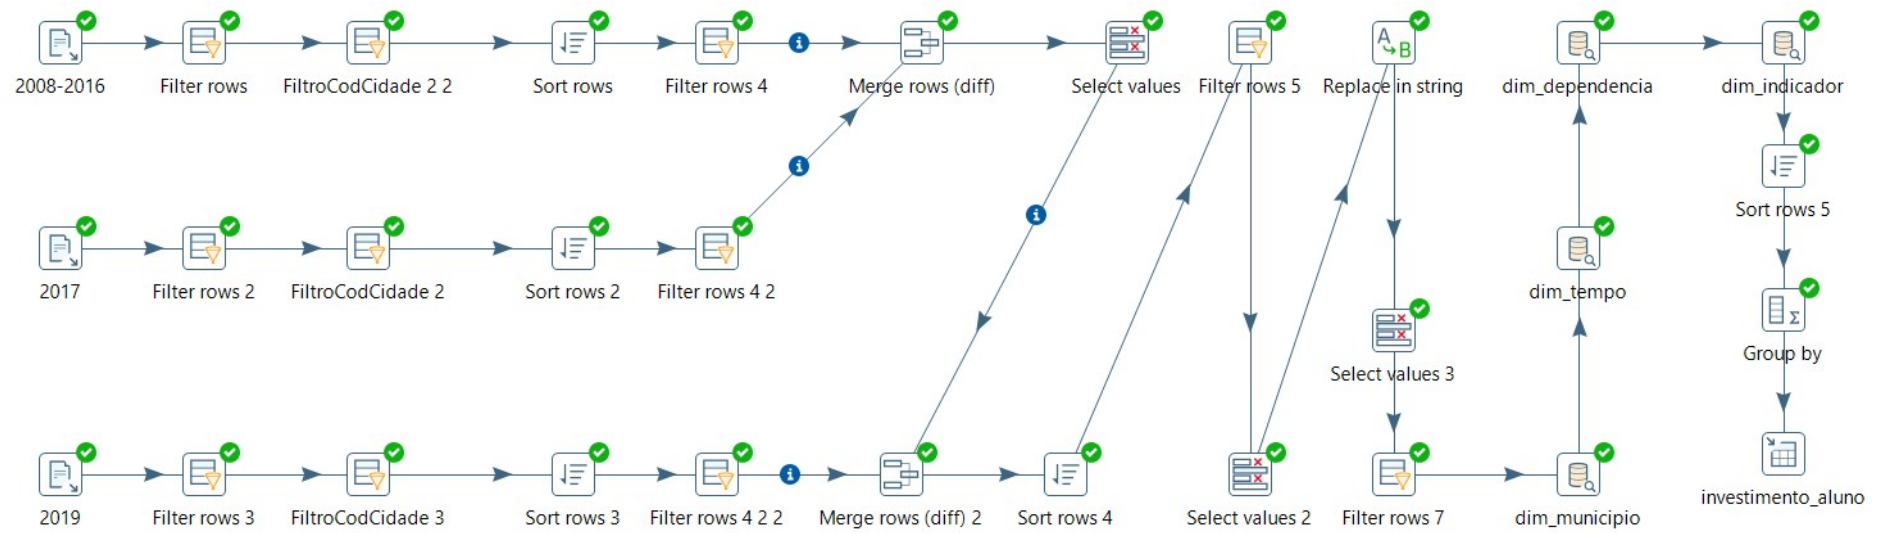 2008-2016
Filter rows
FiltroCodCidade 2 2
Sort rows
Filter rows 4
Merge rows (diff)
Select values
Filter rows 5
Replace in string
dim_dependencia
dim_indicador
Sort rows 5
2017
Filter rows 2
FiltroCodCidade 2
Sort rows 2
Filter rows 4 2
dim_tempo
Group by
Select values 3
investimento_aluno
2019
Filter rows 3
FiltroCodCidade 3
Sort rows 3
Filter rows 4 2 2
Merge rows (diff) 2
Sort rows 4
Select values 2
Filter rows 7
dim_municipio